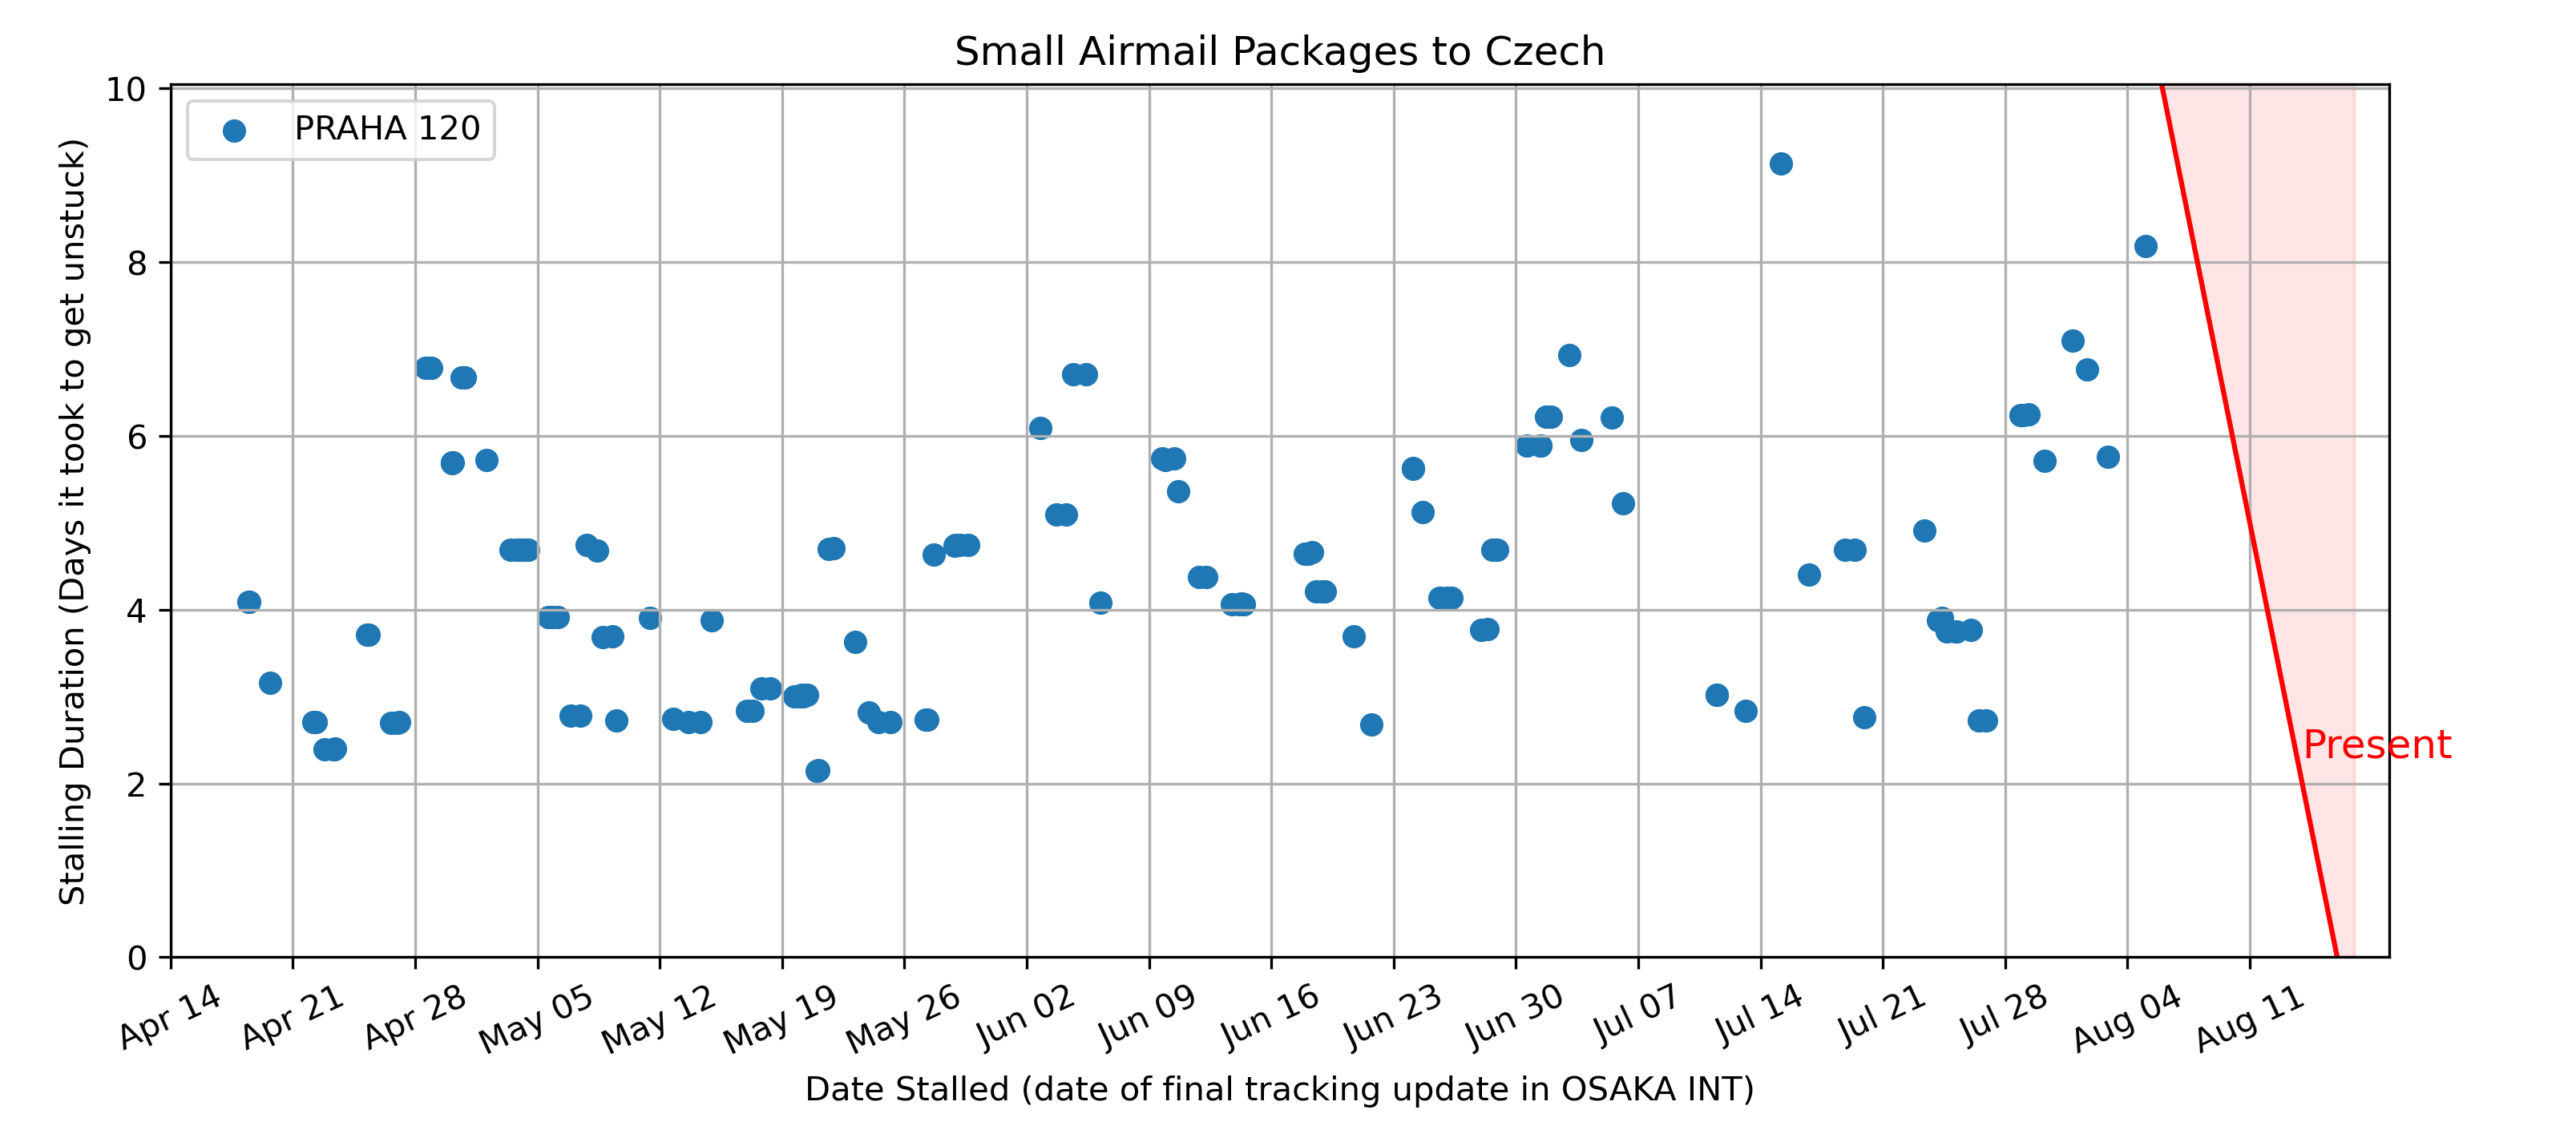 Small Airmail Packages to Czech
PRAHA 120
Stalling Duration (Days it took to get unstuck)
10
8
6
4
2
0
Present
Apr 14
Apr 21
Apr 28
May 05
May 12
May 19
May 26
Jun 02
Jun 09
Jun 16
Jun 23
Jun 30
Jul 07
Jul 14
Jul 21
Jul 28
Aug 04
Aug 11
Date Stalled (date of final tracking update in OSAKA INT)